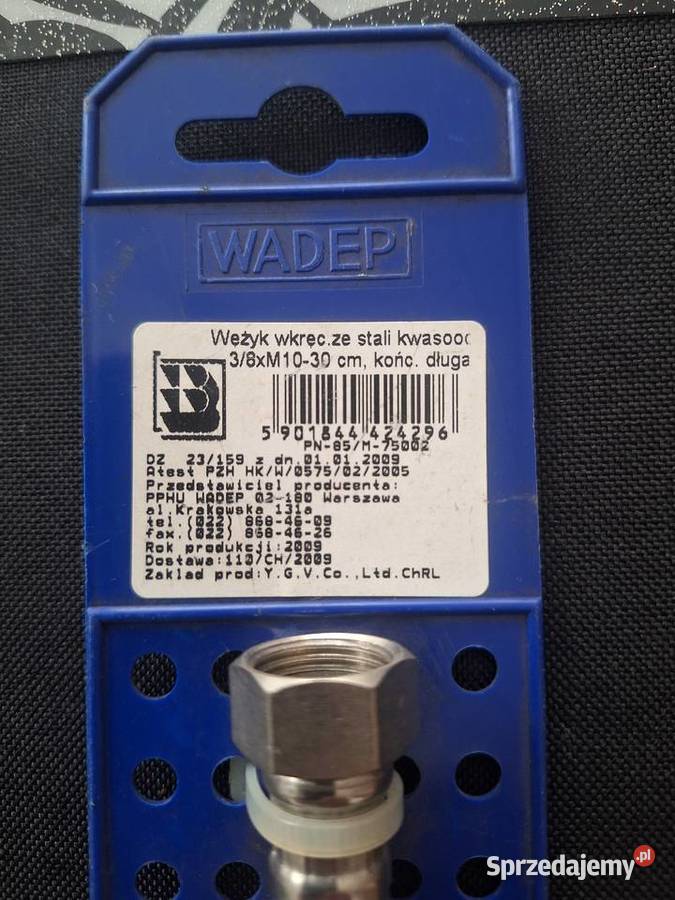 WADEP
Wężyk wkręc.ze stali kwasood
3/8xM10-30 cm, końc. długa
5 901844 424296
PN-85/M-75002
DZ 23/159 z dn.01.01.2009
Atest PZH HK/W/0575/02/2005
Przedstawiciel producenta:
PPHU WADEP 02-180 Warszawa
al.Krakowska 131a
tel.(022) 868-46-09
fax.(022) 868-46-26
Rok produkcji:2009
Dostawa:110/CH/2009
Zakład prod:Y.G.V.Co.,Ltd.ChRL
Sprzedajemy.pl